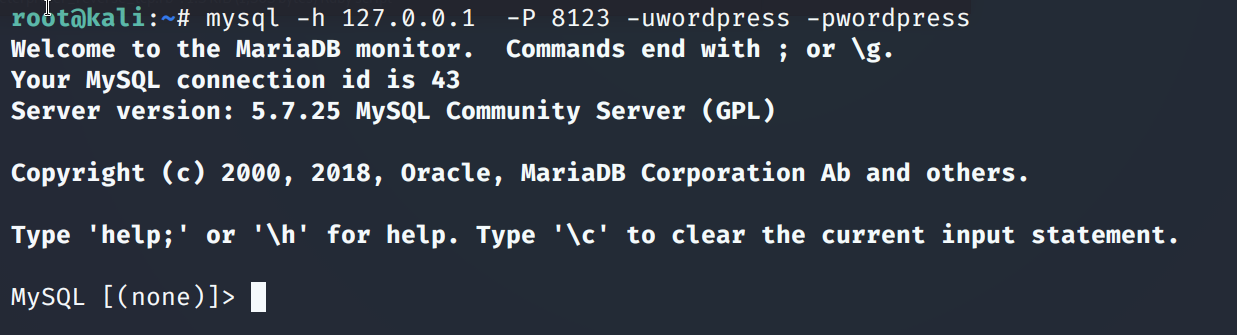 root@kali:~# mysql -h 127.0.0.1  -P 8123 -uwordpress -pwordpress
Welcome to the MariaDB monitor.  Commands end with ; or \g.
Your MySQL connection id is 43
Server version: 5.7.25 MySQL Community Server (GPL)
Copyright (c) 2000, 2018, Oracle, MariaDB Corporation Ab and others.
Type 'help;' or '\h' for help. Type '\c' to clear the current input statement.
MySQL [(none)]>